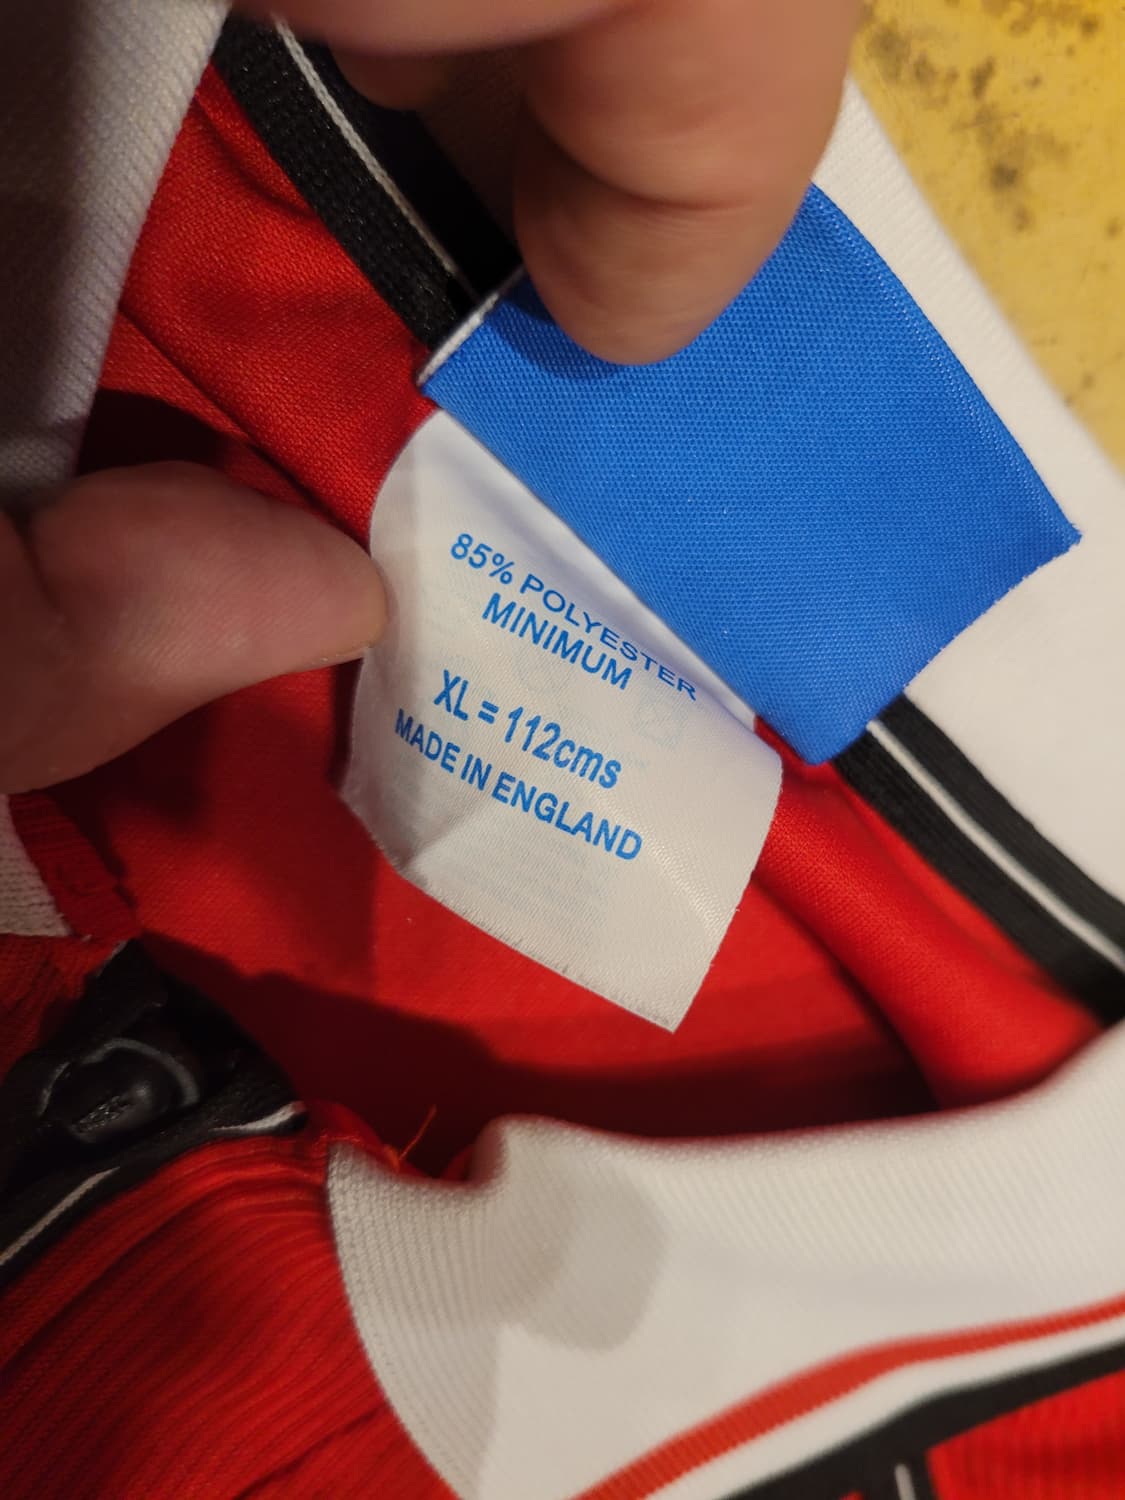 85% POLYESTER
MINIMUM
XL = 112cms
MADE IN ENGLAND